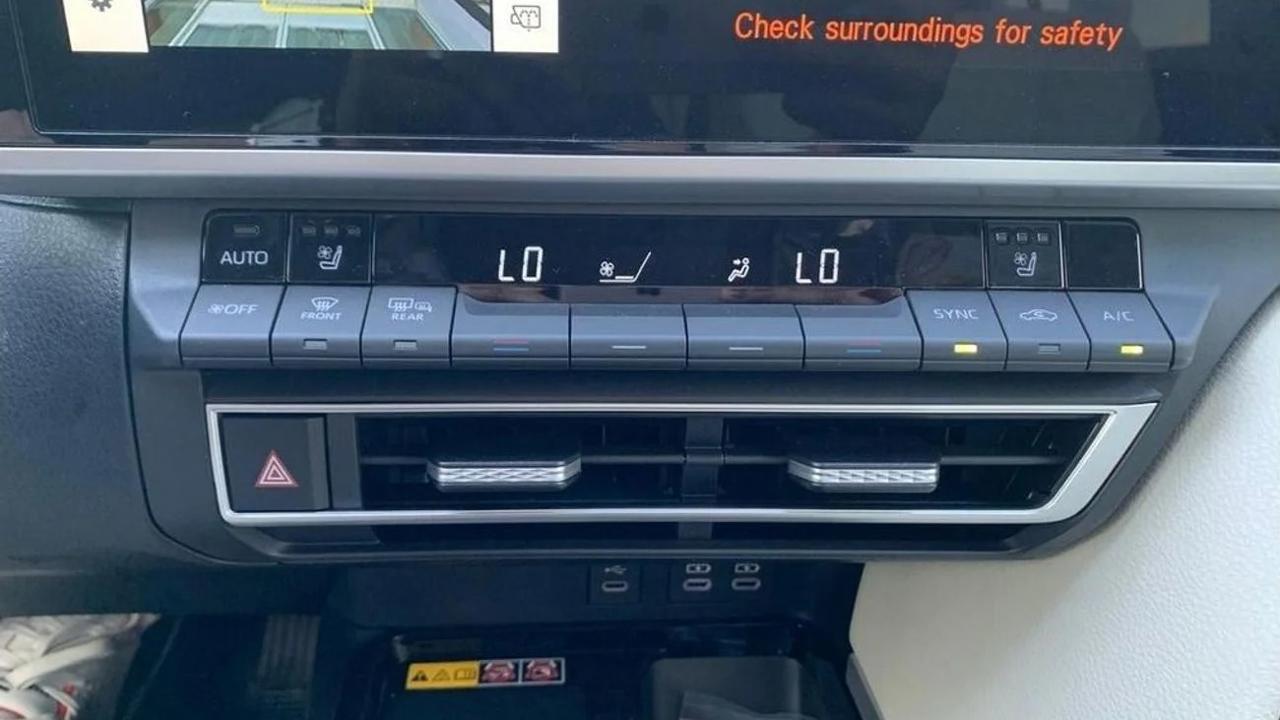 Check surroundings for safety
AUTO
LO
LO
OFF
FRONT
REAR
SYNC
A/C